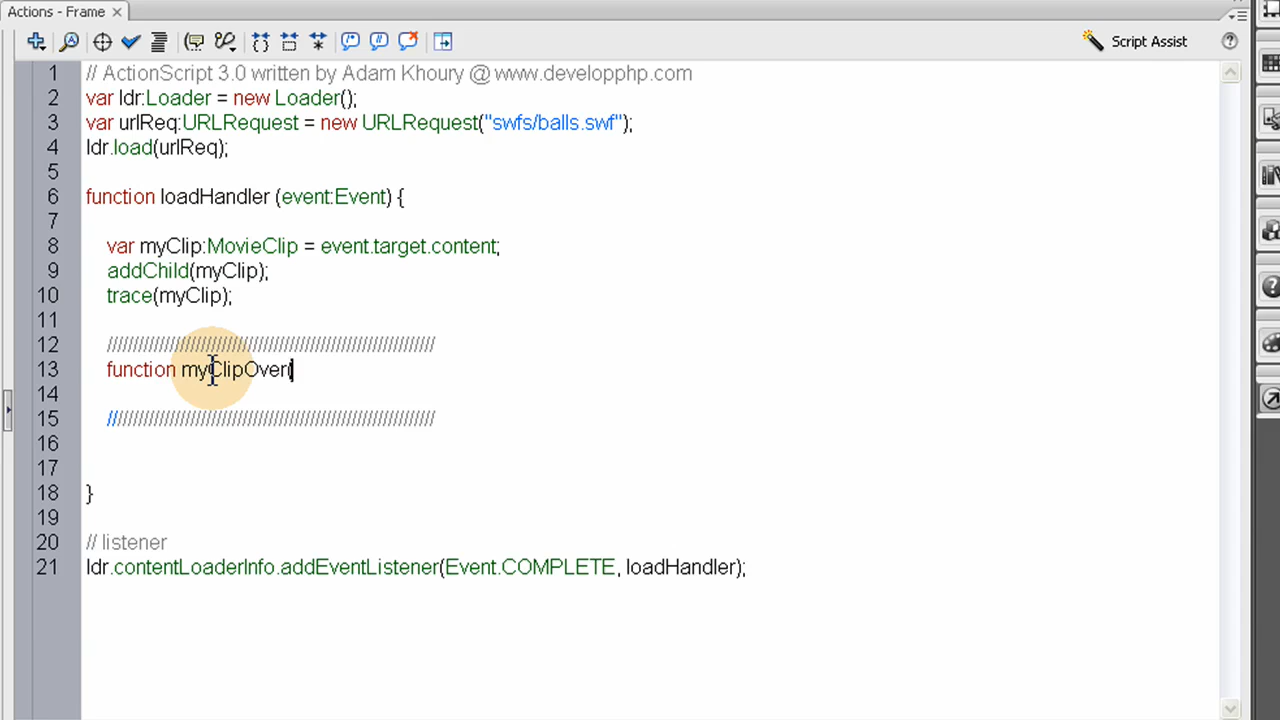 Actions - Frame ×
Script Assist
1 // ActionScript 3.0 written by Adam Khoury @ www.developphp.com
2 var ldr:Loader = new Loader();
3 var urlReq:URLRequest = new URLRequest("swfs/balls.swf");
4 ldr.load(urlReq);
5
6 function loadHandler (event:Event) {
7
8 var myClip:MovieClip = event.target.content;
9 addChild(myClip);
10 trace(myClip);
11
12 ////////////////////////////////////////////////////////////
13 function myClipOver(
14
15 ////////////////////////////////////////////////////////////
16
17
18 }
19
20 // listener
21 ldr.contentLoaderInfo.addEventListener(Event.COMPLETE, loadHandler);